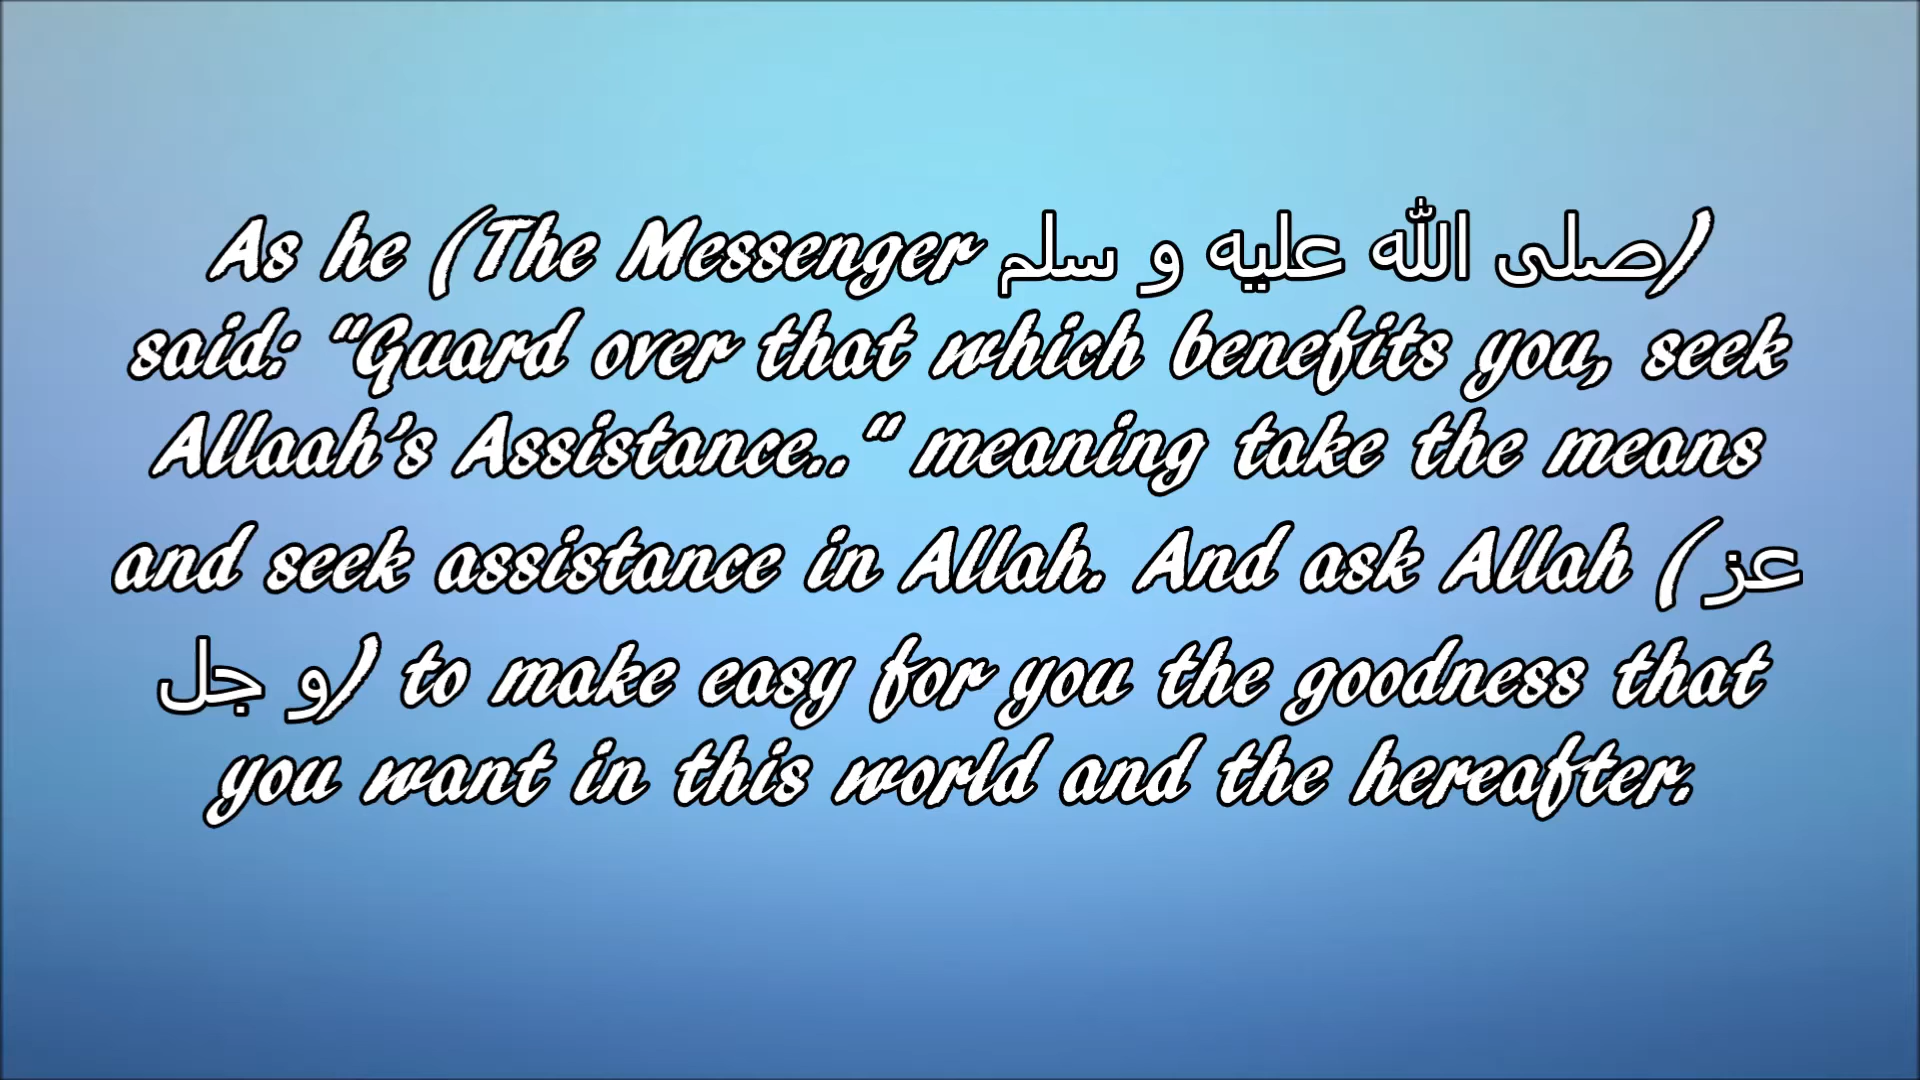 As he (The Messenger صلى الله عليه و سلم)
said: "Guard over that which benefits you, seek
Allaah's Assistance.." meaning take the means
and seek assistance in Allah. And ask Allah (عز
و جل) to make easy for you the goodness that
you want in this world and the hereafter.